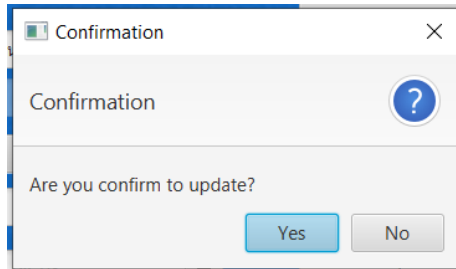 Confirmation
Confirmation
?
Are you confirm to update?
Yes
No